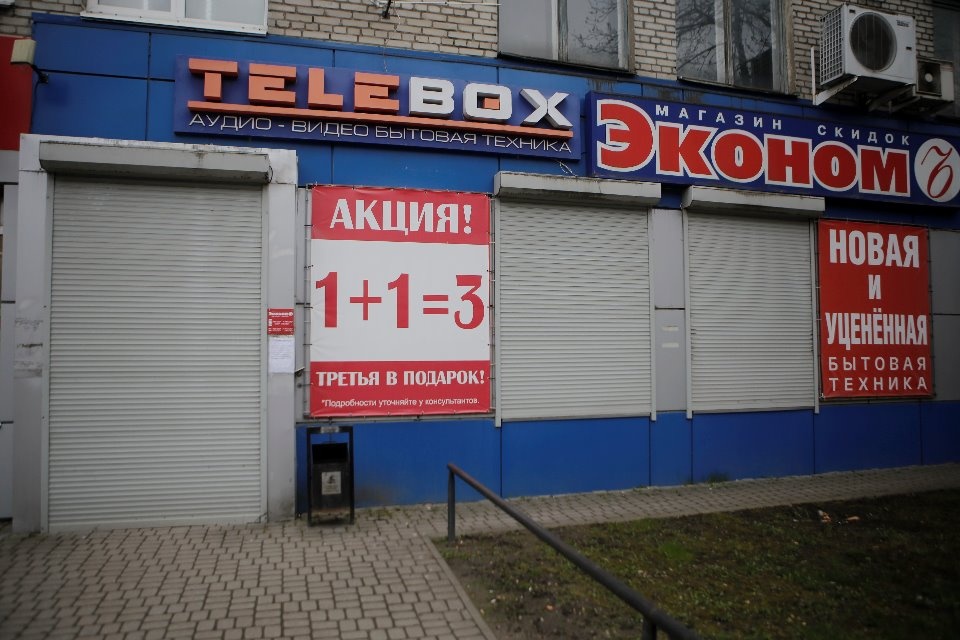 TELEBOX
АУДИО - ВИДЕО БЫТОВАЯ ТЕХНИКА
МАГАЗИН СКИДОК
ЭКОНОМ
АКЦИЯ!
1+1=3
ТРЕТЬЯ В ПОДАРОК!
*Подробности уточняйте у консультантов.
НОВАЯ
И
УЦЕНЁННАЯ
БЫТОВАЯ
ТЕХНИКА